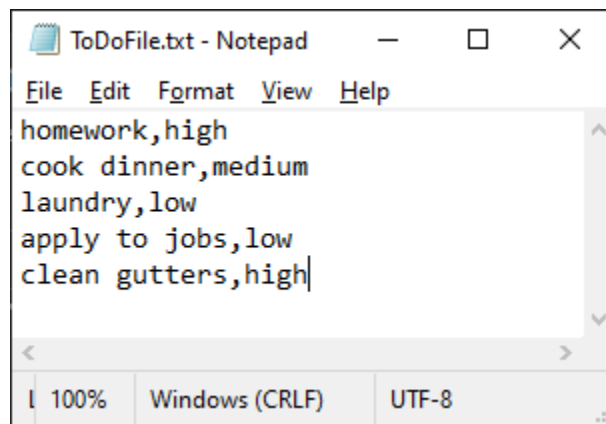 ToDoFile.txt - Notepad
File Edit Format View Help
homework,high
cook dinner,medium
laundry,low
apply to jobs,low
clean gutters,high
100% Windows (CRLF) UTF-8